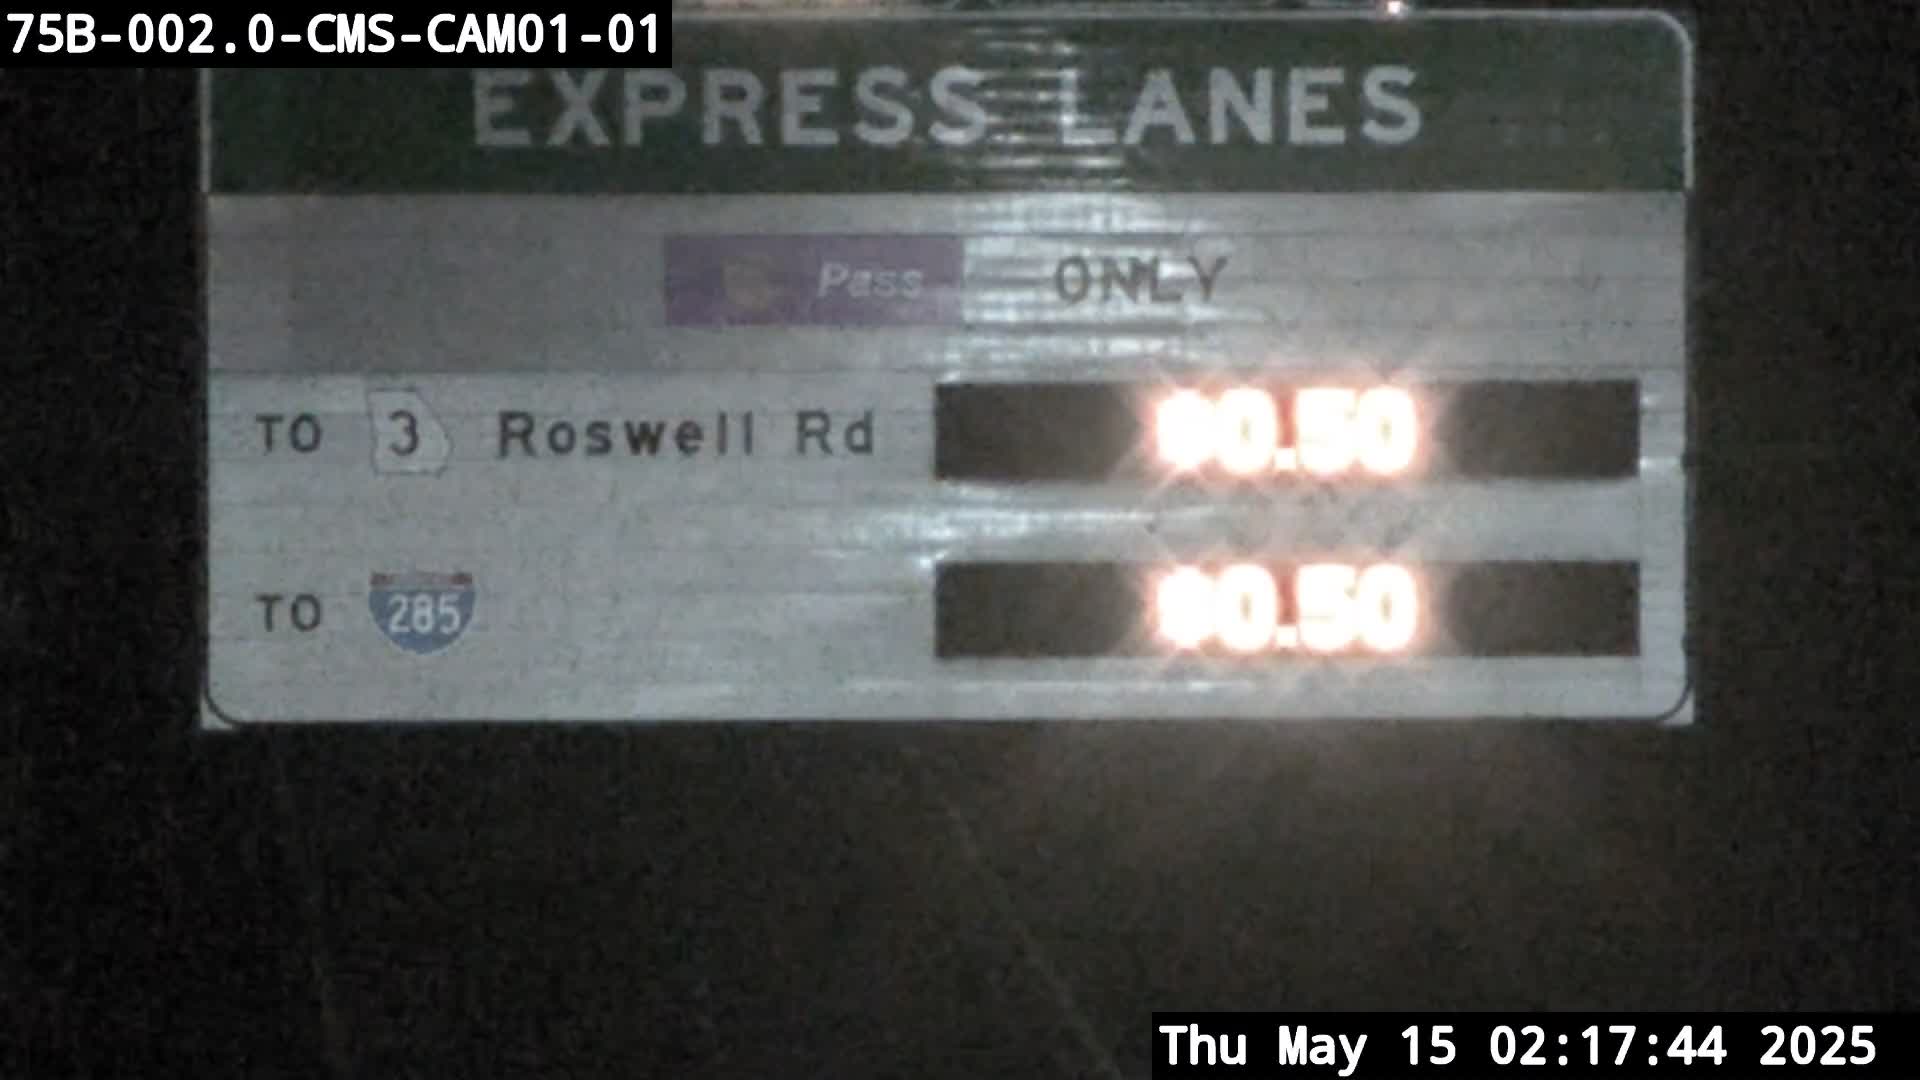 75B-002.0-CMS-CAM01-01
EXPRESS LANES
Pass ONLY
TO 3 Roswell Rd $0.50
TO 285 $0.50
Thu May 15 02:17:44 2025